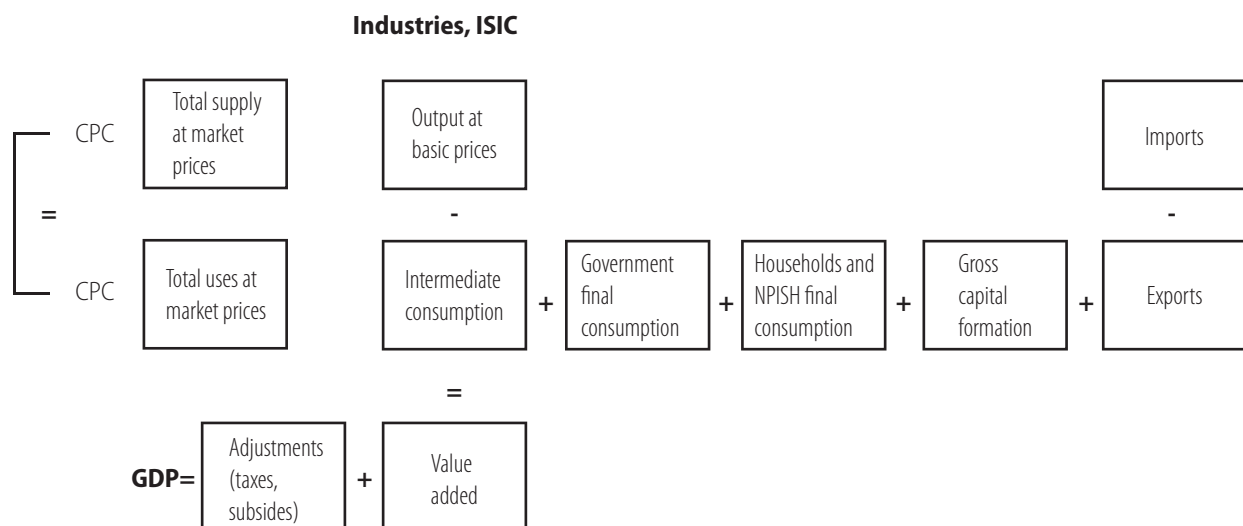 Industries, ISIC
CPC
Total supply
at market
prices
Output at
basic prices
Imports
=
-
-
CPC
Total uses at
market prices
Intermediate
consumption
+
Government
final
consumption
+
Households and
NPISH final
consumption
+
Gross
capital
formation
+
Exports
=
GDP=
Adjustments
(taxes,
subsides)
+
Value
added